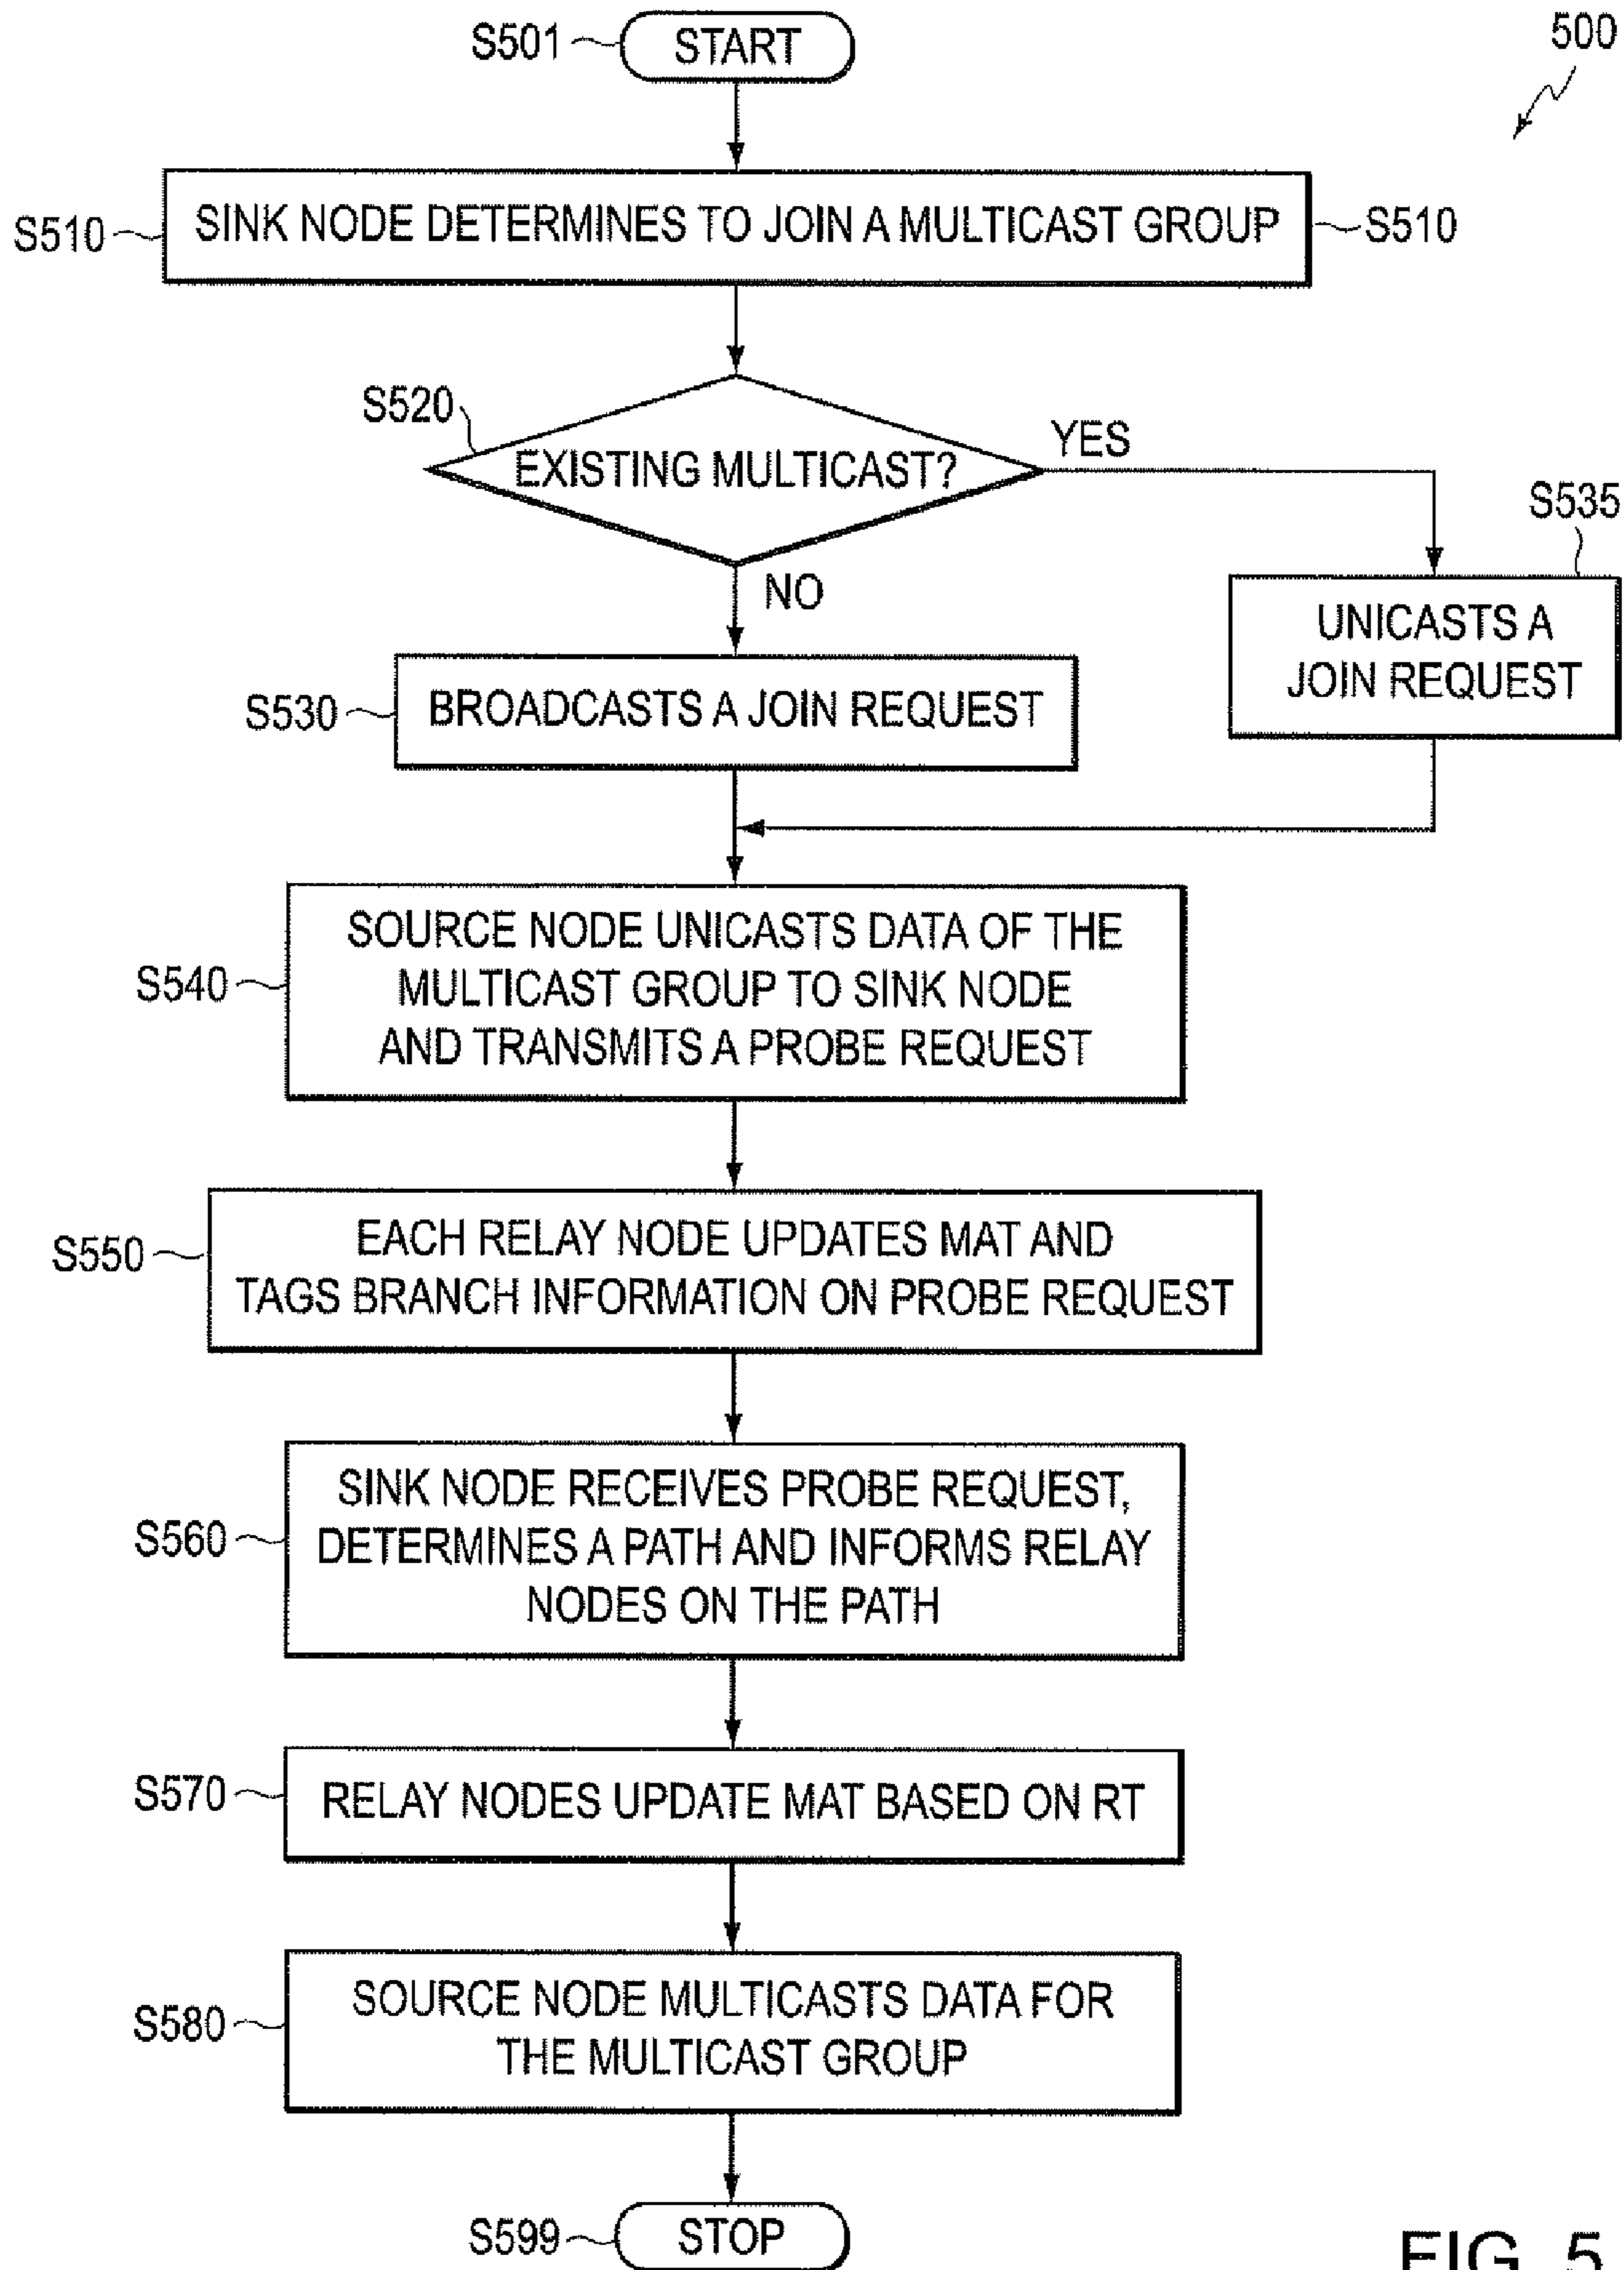 S501
START
500
S510
SINK NODE DETERMINES TO JOIN A MULTICAST GROUP
S510
S520
EXISTING MULTICAST?
YES
NO
S535
UNICASTS A
JOIN REQUEST
S530
BROADCASTS A JOIN REQUEST
S540
SOURCE NODE UNICASTS DATA OF THE
MULTICAST GROUP TO SINK NODE
AND TRANSMITS A PROBE REQUEST
S550
EACH RELAY NODE UPDATES MAT AND
TAGS BRANCH INFORMATION ON PROBE REQUEST
S560
SINK NODE RECEIVES PROBE REQUEST,
DETERMINES A PATH AND INFORMS RELAY
NODES ON THE PATH
S570
RELAY NODES UPDATE MAT BASED ON RT
S580
SOURCE NODE MULTICASTS DATA FOR
THE MULTICAST GROUP
S599
STOP
FIG. 5